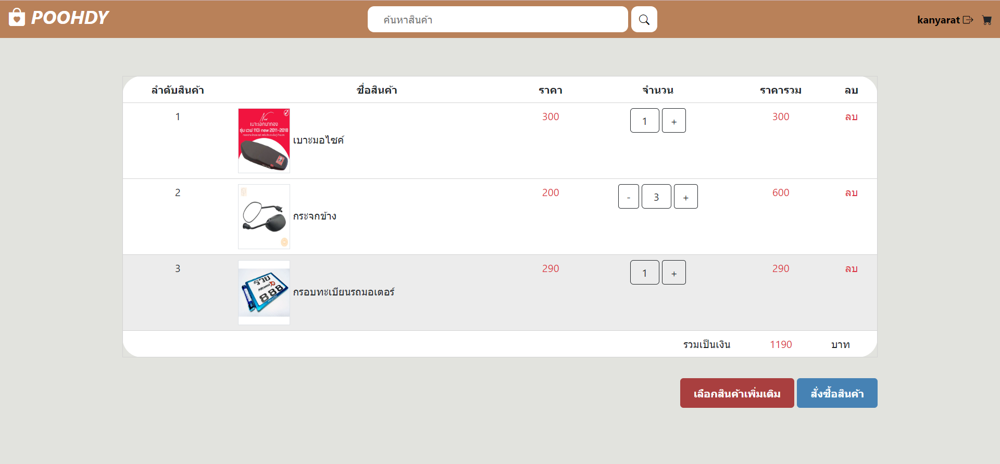 POOHDY
ค้นหาสินค้า
kanyarat
ลำดับสินค้า ชื่อสินค้า ราคา จำนวน ราคารวม ลบ
1 เบาะมอไซค์ 300 1 + 300 ลบ
New
เบาะเอกนาทอง
รุ่น เวฟ 110i new 2011-2018
2 กระจกข้าง 200 - 3 + 600 ลบ
3 กรอบทะเบียนรถมอเตอร์ 290 1 + 290 ลบ
รวย
PIRANHA
888
รวมเป็นเงิน 1190 บาท
เลือกสินค้าเพิ่มเติม สั่งซื้อสินค้า